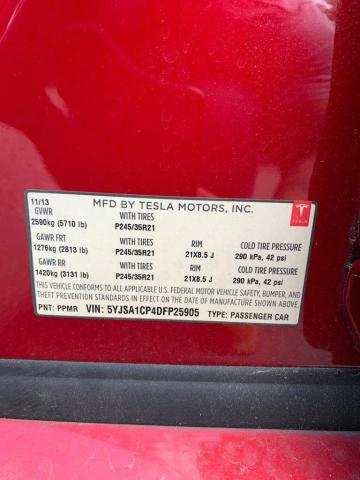 11/13 MFD BY TESLA MOTORS, INC. TESLA
GVWR WITH TIRES
2590kg (5710 lb) P245/35R21
GAWR FRT WITH TIRES RIM COLD TIRE PRESSURE
1276kg (2813 lb) P245/35R21 21X8.5 J 290 kPa, 42 psi
GAWR RR WITH TIRES RIM COLD TIRE PRESSURE
1420kg (3131 lb) P245/35R21 21X8.5 J 290 kPa, 42 psi
THIS VEHICLE CONFORMS TO ALL APPLICABLE U.S. FEDERAL MOTOR VEHICLE SAFETY, BUMPER, AND
THEFT PREVENTION STANDARDS IN EFFECT ON THE DATE OF MANUFACTURE SHOWN ABOVE.
PNT: PPMR VIN: 5YJSA1CP4DFP25905 TYPE: PASSENGER CAR